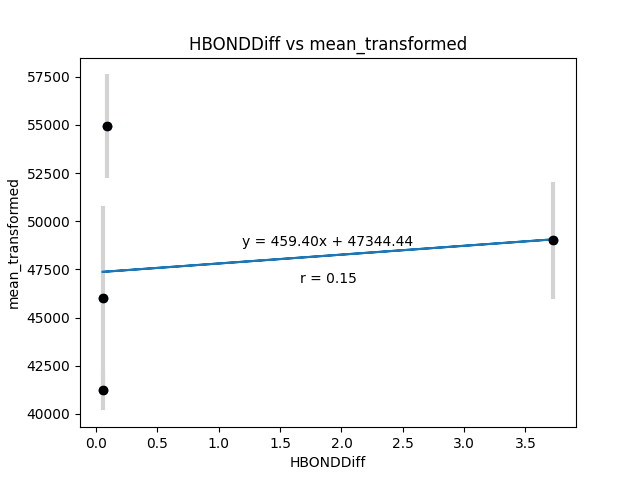 HBONDDiff vs mean_transformed
57500
55000
52500
50000
47500
45000
42500
40000
mean_transformed
y = 459.40x + 47344.44
r = 0.15
0.0 0.5 1.0 1.5 2.0 2.5 3.0 3.5
HBONDDiff